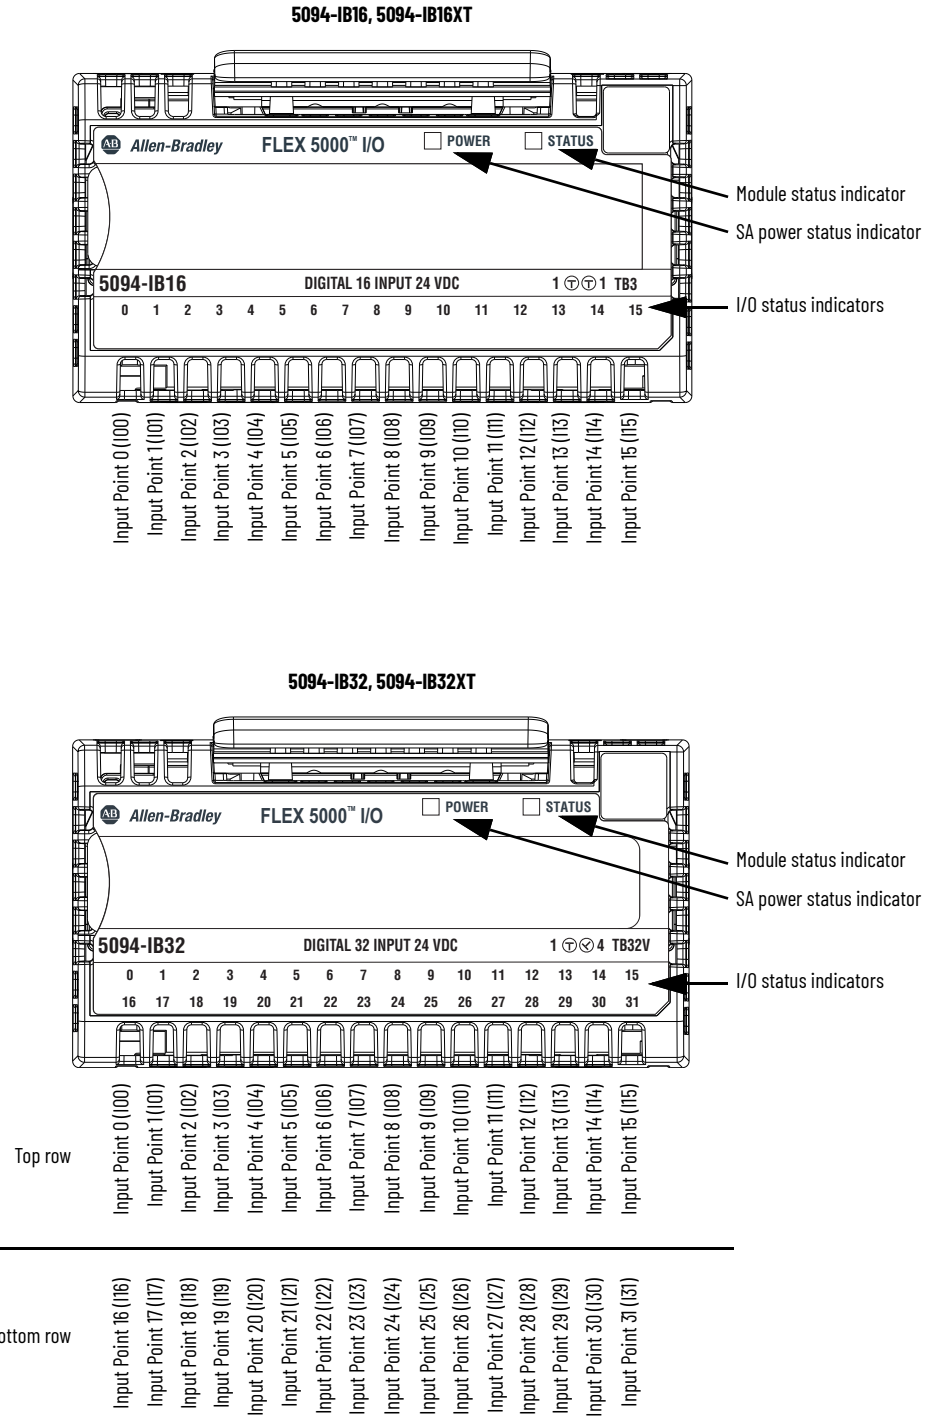 5094-IB16, 5094-IB16XT
AB Allen-Bradley FLEX 5000™ I/O POWER STATUS
Module status indicator
SA power status indicator
5094-IB16 DIGITAL 16 INPUT 24 VDC 1 T T 1 TB3
I/O status indicators
0 1 2 3 4 5 6 7 8 9 10 11 12 13 14 15
Input Point 0 (I00)
Input Point 1 (I01)
Input Point 2 (I02)
Input Point 3 (I03)
Input Point 4 (I04)
Input Point 5 (I05)
Input Point 6 (I06)
Input Point 7 (I07)
Input Point 8 (I08)
Input Point 9 (I09)
Input Point 10 (I10)
Input Point 11 (I11)
Input Point 12 (I12)
Input Point 13 (I13)
Input Point 14 (I14)
Input Point 15 (I15)
5094-IB32, 5094-IB32XT
AB Allen-Bradley FLEX 5000™ I/O POWER STATUS
Module status indicator
SA power status indicator
5094-IB32 DIGITAL 32 INPUT 24 VDC 1 T Y 4 TB32V
0 1 2 3 4 5 6 7 8 9 10 11 12 13 14 15
I/O status indicators
16 17 18 19 20 21 22 23 24 25 26 27 28 29 30 31
Top row
Input Point 0 (I00)
Input Point 1 (I01)
Input Point 2 (I02)
Input Point 3 (I03)
Input Point 4 (I04)
Input Point 5 (I05)
Input Point 6 (I06)
Input Point 7 (I07)
Input Point 8 (I08)
Input Point 9 (I09)
Input Point 10 (I10)
Input Point 11 (I11)
Input Point 12 (I12)
Input Point 13 (I13)
Input Point 14 (I14)
Input Point 15 (I15)
ottom row
Input Point 16 (I16)
Input Point 17 (I17)
Input Point 18 (I18)
Input Point 19 (I19)
Input Point 20 (I20)
Input Point 21 (I21)
Input Point 22 (I22)
Input Point 23 (I23)
Input Point 24 (I24)
Input Point 25 (I25)
Input Point 26 (I26)
Input Point 27 (I27)
Input Point 28 (I28)
Input Point 29 (I29)
Input Point 30 (I30)
Input Point 31 (I31)